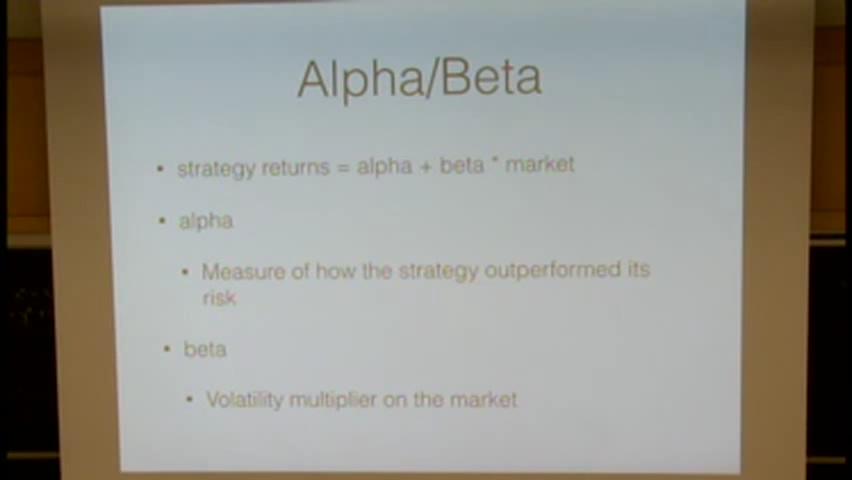 Alpha/Beta
• strategy returns = alpha + beta * market
• alpha
• Measure of how the strategy outperformed its
risk
• beta
• Volatility multiplier on the market